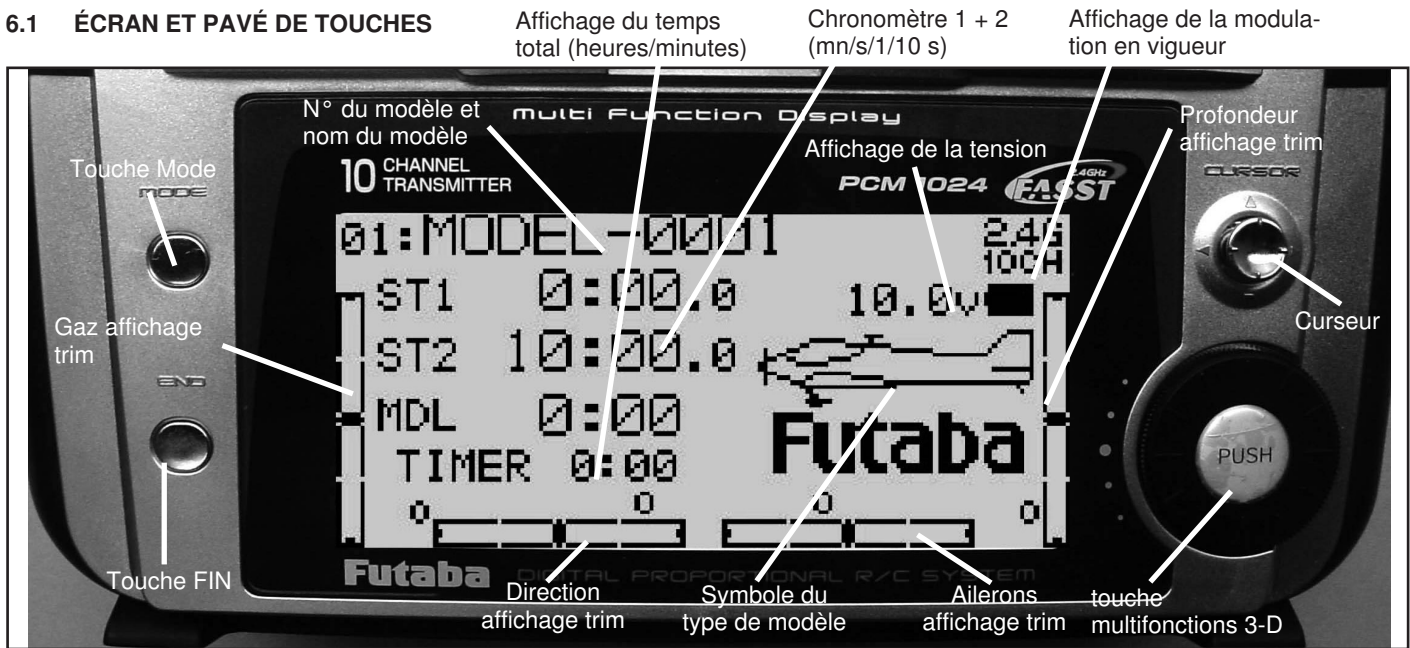 6.1 ÉCRAN ET PAVÉ DE TOUCHES
Affichage du temps
total (heures/minutes)
Chronomètre 1 + 2
(mn/s/1/10 s)
Affichage de la modula-
tion en vigueur
N° du modèle et
nom du modèle
Multi Function Display
Profondeur
affichage trim
Touche Mode
MODE
10 CHANNEL
TRANSMITTER
Affichage de la tension
PCM 1024
2.4GHz
FASST
CURSOR
01:MODEL-0001
2.4G
10CH
ST1 0:00.0
10.0V
Gaz affichage
trim
Curseur
ST2 10:00.0
END
MDL 0:00
Futaba
TIMER 0:00
PUSH
0 0 0 0
Touche FIN
Futaba DIGITAL PROPORTIONAL R/C SYSTEM
Direction
affichage trim
Symbole du
type de modèle
Ailerons
affichage trim
touche
multifonctions 3-D